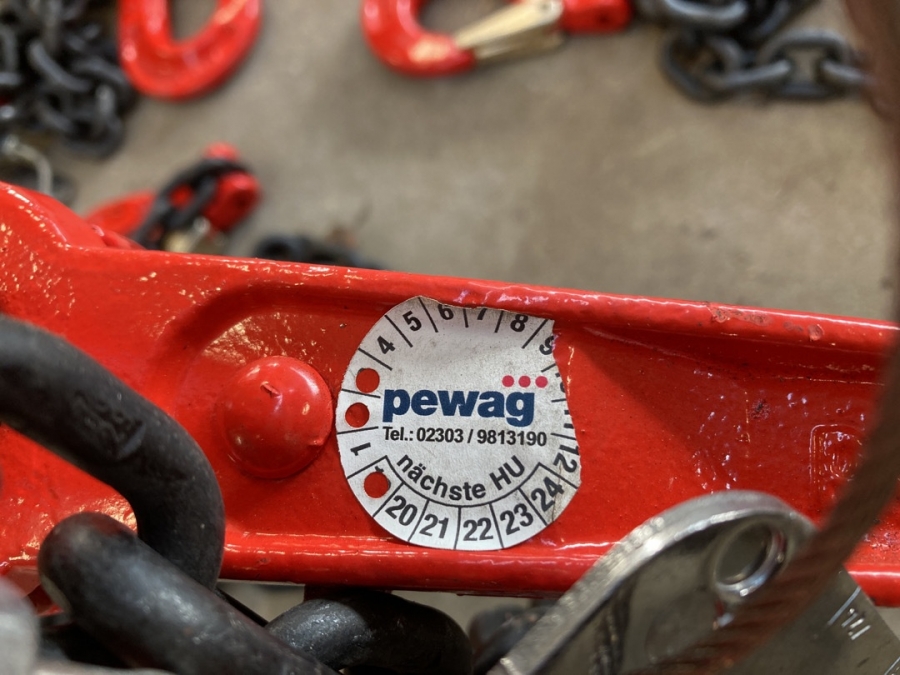 4 5 6 7 8 9
pewag
Tel.: 02303 / 9813190
1
12
nächste HU
20 21 22 23 24